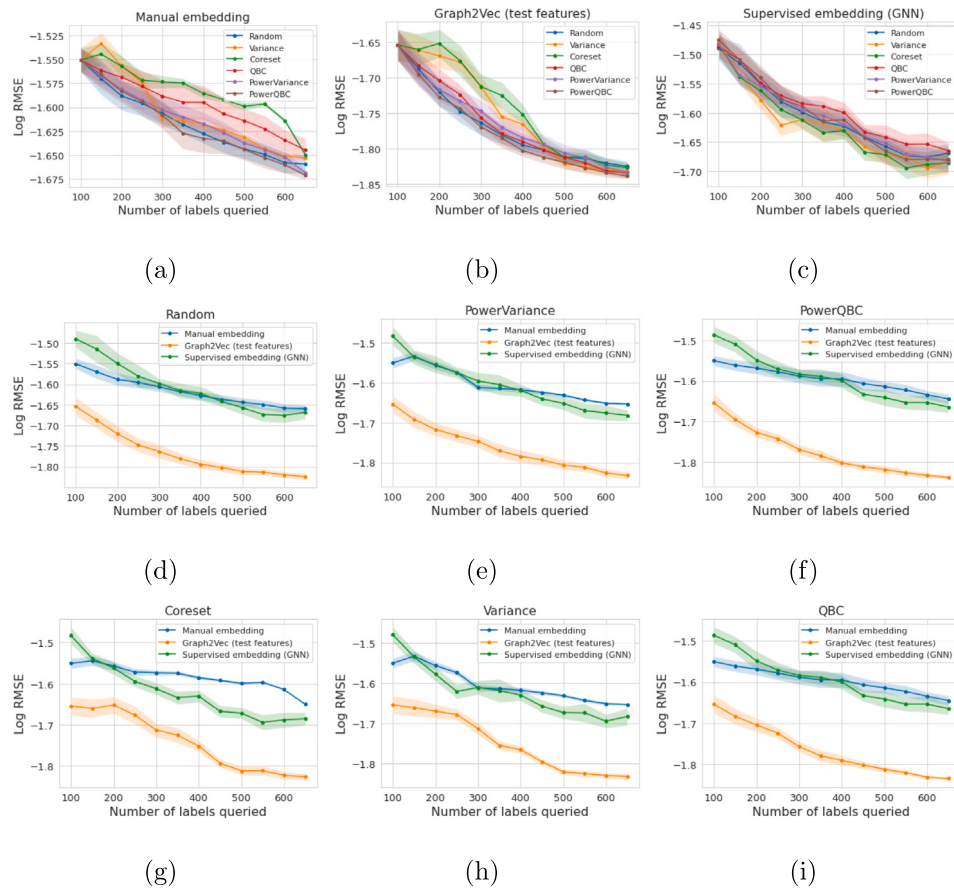 Manual embedding
Log RMSE
−1.525
−1.550
−1.575
−1.600
−1.625
−1.650
−1.675
100 200 300 400 500 600
Number of labels queried
Random
Variance
Coreset
QBC
PowerVariance
PowerQBC
(a)
Graph2Vec (test features)
Log RMSE
−1.65
−1.70
−1.75
−1.80
−1.85
100 200 300 400 500 600
Number of labels queried
Random
Variance
Coreset
QBC
PowerVariance
PowerQBC
(b)
Supervised embedding (GNN)
Log RMSE
−1.45
−1.50
−1.55
−1.60
−1.65
−1.70
100 200 300 400 500 600
Number of labels queried
Random
Variance
Coreset
QBC
PowerVariance
PowerQBC
(c)
Random
Log RMSE
−1.50
−1.55
−1.60
−1.65
−1.70
−1.75
−1.80
100 200 300 400 500 600
Number of labels queried
Manual embedding
Graph2Vec (test features)
Supervised embedding (GNN)
(d)
PowerVariance
Log RMSE
−1.5
−1.6
−1.7
−1.8
100 200 300 400 500 600
Number of labels queried
Manual embedding
Graph2Vec (test features)
Supervised embedding (GNN)
(e)
PowerQBC
Log RMSE
−1.5
−1.6
−1.7
−1.8
100 200 300 400 500 600
Number of labels queried
Manual embedding
Graph2Vec (test features)
Supervised embedding (GNN)
(f)
Coreset
Log RMSE
−1.5
−1.6
−1.7
−1.8
100 200 300 400 500 600
Number of labels queried
Manual embedding
Graph2Vec (test features)
Supervised embedding (GNN)
(g)
Variance
Log RMSE
−1.5
−1.6
−1.7
−1.8
100 200 300 400 500 600
Number of labels queried
Manual embedding
Graph2Vec (test features)
Supervised embedding (GNN)
(h)
QBC
Log RMSE
−1.5
−1.6
−1.7
−1.8
100 200 300 400 500 600
Number of labels queried
Manual embedding
Graph2Vec (test features)
Supervised embedding (GNN)
(i)